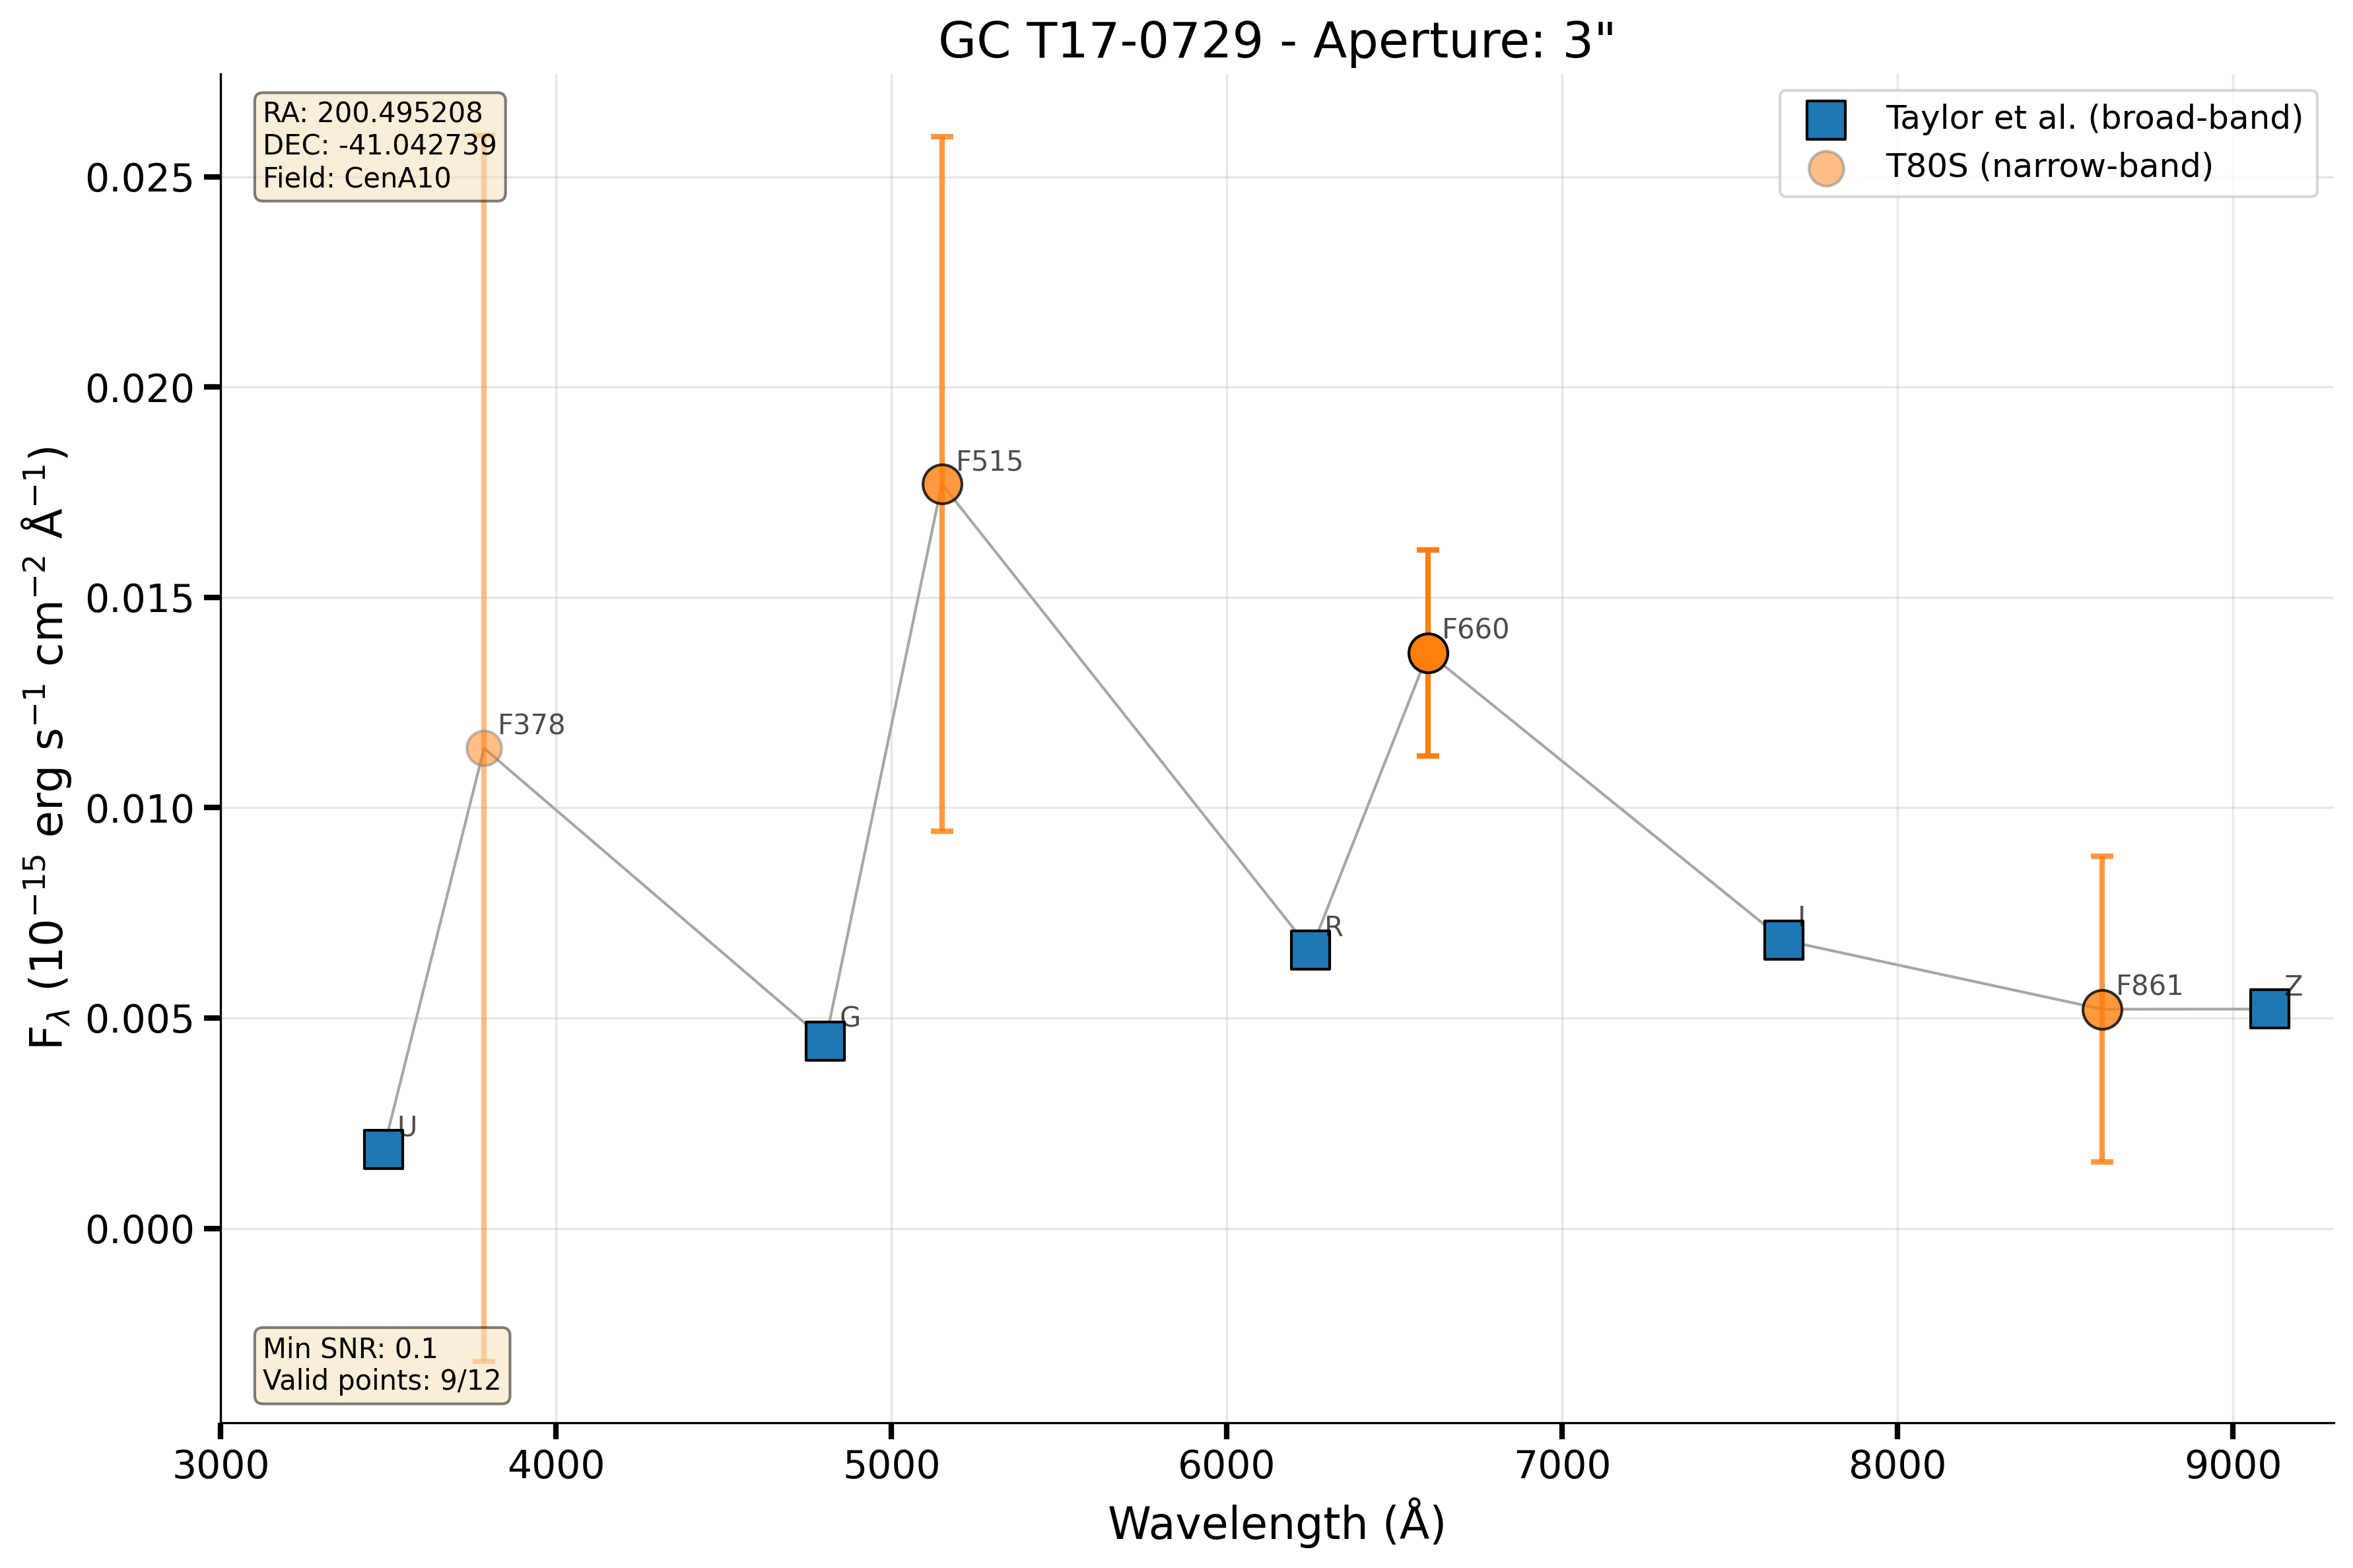 GC T17-0729 - Aperture: 3"
RA: 200.495208
DEC: -41.042739
Field: CenA10
Taylor et al. (broad-band)
T80S (narrow-band)
0.025
0.020
0.015
0.010
0.005
0.000
F_λ (10⁻¹⁵ erg s⁻¹ cm⁻² Å⁻¹)
F515
F660
F378
R
I
F861
Z
G
U
Min SNR: 0.1
Valid points: 9/12
3000
4000
5000
6000
7000
8000
9000
Wavelength (Å)